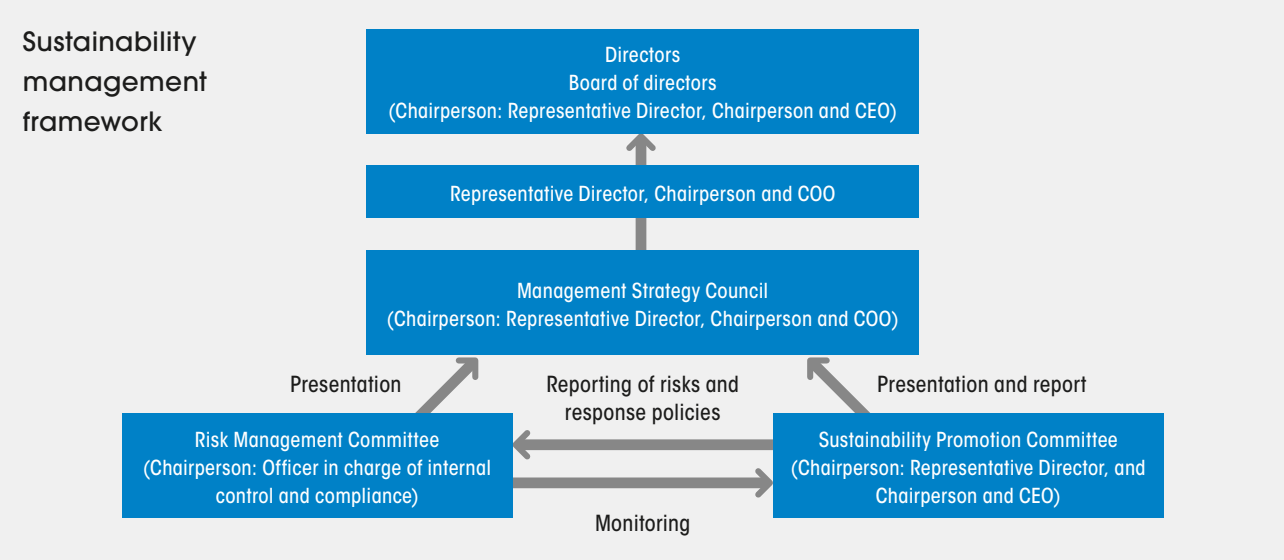 Sustainability
management
framework
Directors
Board of directors
(Chairperson: Representative Director, Chairperson and CEO)
Representative Director, Chairperson and COO
Management Strategy Council
(Chairperson: Representative Director, Chairperson and COO)
Presentation
Reporting of risks and
response policies
Presentation and report
Risk Management Committee
(Chairperson: Officer in charge of internal
control and compliance)
Sustainability Promotion Committee
(Chairperson: Representative Director, and
Chairperson and CEO)
Monitoring